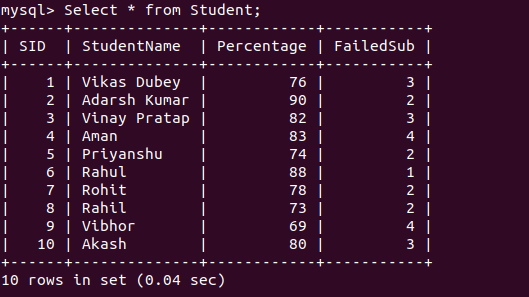 mysql> Select * from Student;
+------+--------------+------------+-----------+
| SID  | StudentName  | Percentage | FailedSub |
+------+--------------+------------+-----------+
|    1 | Vikas Dubey  |         76 |         3 |
|    2 | Adarsh Kumar |         90 |         2 |
|    3 | Vinay Pratap |         82 |         3 |
|    4 | Aman         |         83 |         4 |
|    5 | Priyanshu    |         74 |         2 |
|    6 | Rahul        |         88 |         1 |
|    7 | Rohit        |         78 |         2 |
|    8 | Rahil        |         73 |         2 |
|    9 | Vibhor       |         69 |         4 |
|   10 | Akash        |         80 |         3 |
+------+--------------+------------+-----------+
10 rows in set (0.04 sec)